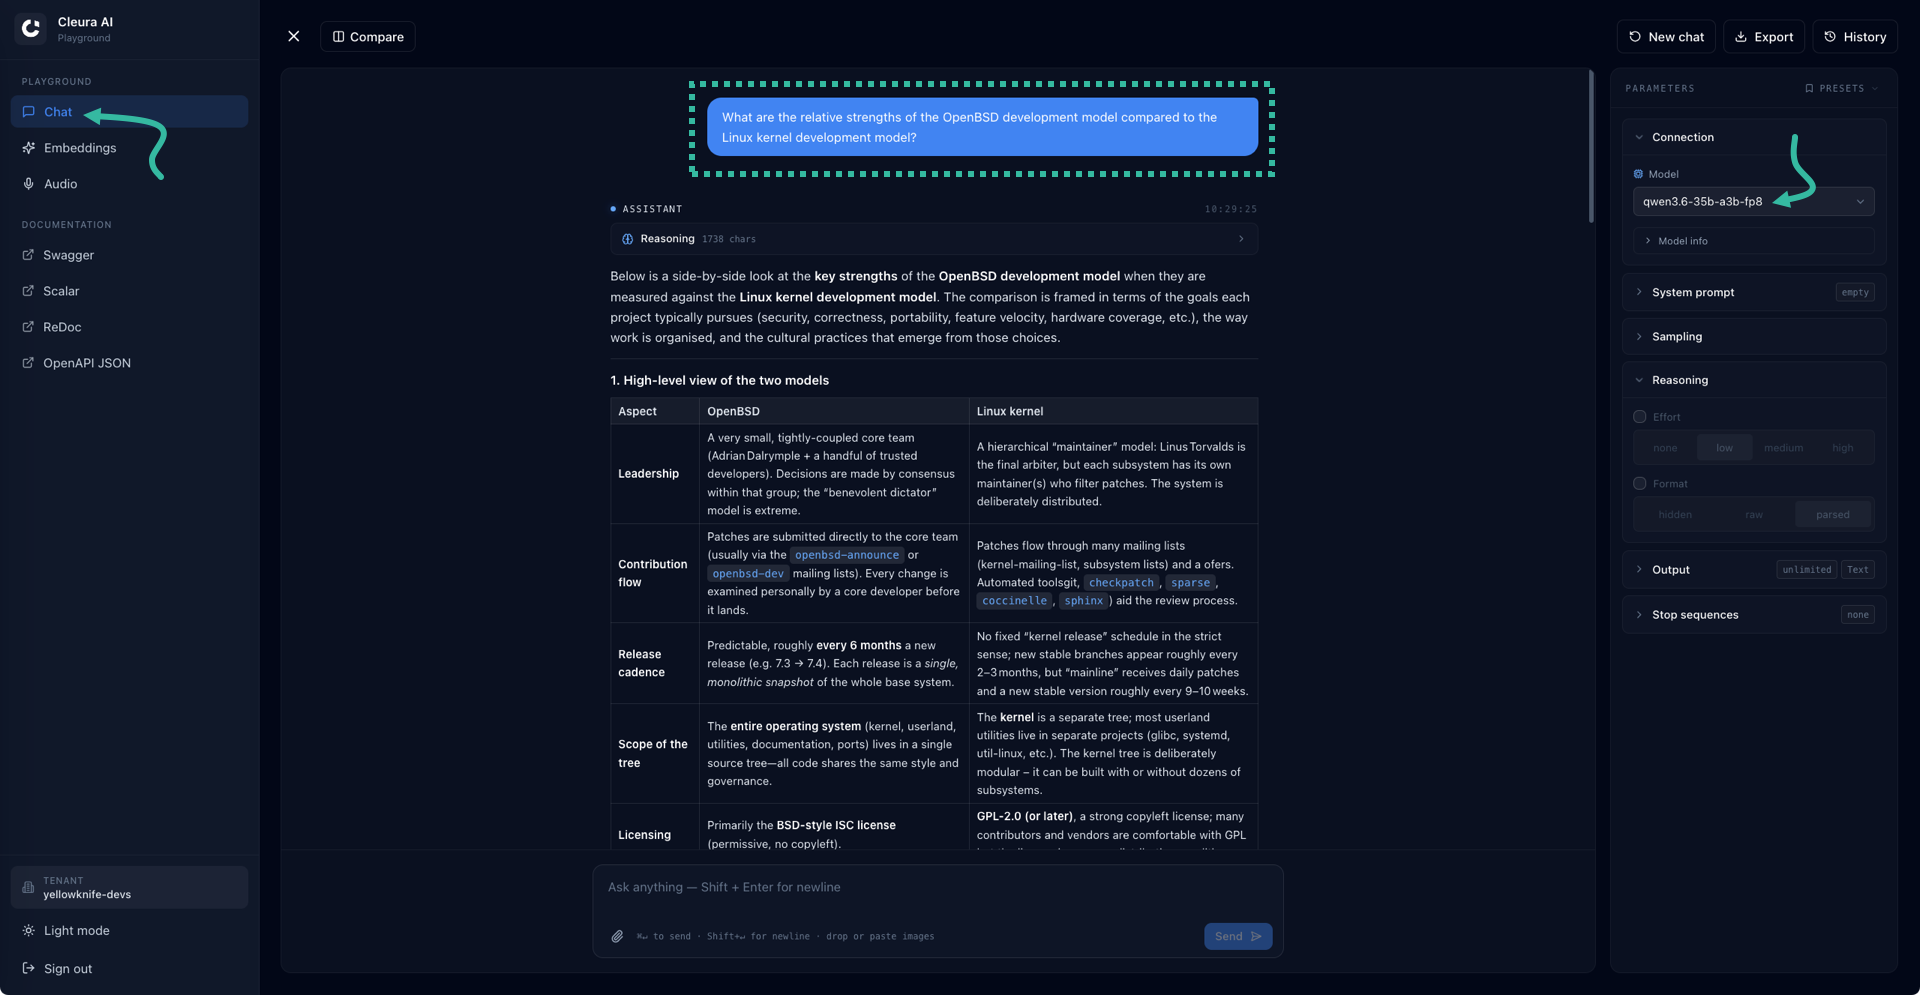 Cleura AI
Playground
PLAYGROUND
Chat
Embeddings
Audio
DOCUMENTATION
Swagger
Scalar
ReDoc
OpenAPI JSON
TENANT
yellowknife-devs
Light mode
Sign out
Compare
New chat
Export
History
What are the relative strengths of the OpenBSD development model compared to the
Linux kernel development model?
ASSISTANT
10:29:25
Reasoning 1738 chars
Below is a side-by-side look at the key strengths of the OpenBSD development model when they are
measured against the Linux kernel development model. The comparison is framed in terms of the goals each
project typically pursues (security, correctness, portability, feature velocity, hardware coverage, etc.), the way
work is organised, and the cultural practices that emerge from those choices.
1. High-level view of the two models
Aspect
OpenBSD
Linux kernel
Leadership
A very small, tightly-coupled core team
(Adrian Dalrymple + a handful of trusted
developers). Decisions are made by consensus
within that group; the “benevolent dictator”
model is extreme.
A hierarchical “maintainer” model: Linus Torvalds is
the final arbiter, but each subsystem has its own
maintainer(s) who filter patches. The system is
deliberately distributed.
Contribution
flow
Patches are submitted directly to the core team
(usually via the openbsd-announce or
openbsd-dev mailing lists). Every change is
examined personally by a core developer before
it lands.
Patches flow through many mailing lists
(kernel-mailing-list, subsystem lists) and a ofers.
Automated toolsgit, checkpatch, sparse,
coccinelle, sphinx) aid the review process.
Release
cadence
Predictable, roughly every 6 months a new
release (e.g. 7.3 → 7.4). Each release is a single,
monolithic snapshot of the whole base system.
No fixed “kernel release” schedule in the strict
sense; new stable branches appear roughly every
2–3 months, but “mainline” receives daily patches
and a new stable version roughly every 9–10 weeks.
Scope of the
tree
The entire operating system (kernel, userland,
utilities, documentation, ports) lives in a single
source tree—all code shares the same style and
governance.
The kernel is a separate tree; most userland
utilities live in separate projects (glibc, systemd,
util-linux, etc.). The kernel tree is deliberately
modular – it can be built with or without dozens of
subsystems.
Licensing
Primarily the BSD-style ISC license
(permissive, no copyleft).
GPL-2.0 (or later), a strong copyleft license; many
contributors and vendors are comfortable with GPL
Ask anything — Shift + Enter for newline
⌘↵ to send · Shift+↵ for newline · drop or paste images
Send
PARAMETERS
PRESETS
Connection
Model
qwen3.6-35b-a3b-fp8
Model info
System prompt
empty
Sampling
Reasoning
Effort
none
low
medium
high
Format
hidden
raw
parsed
Output
unlimited
Text
Stop sequences
none